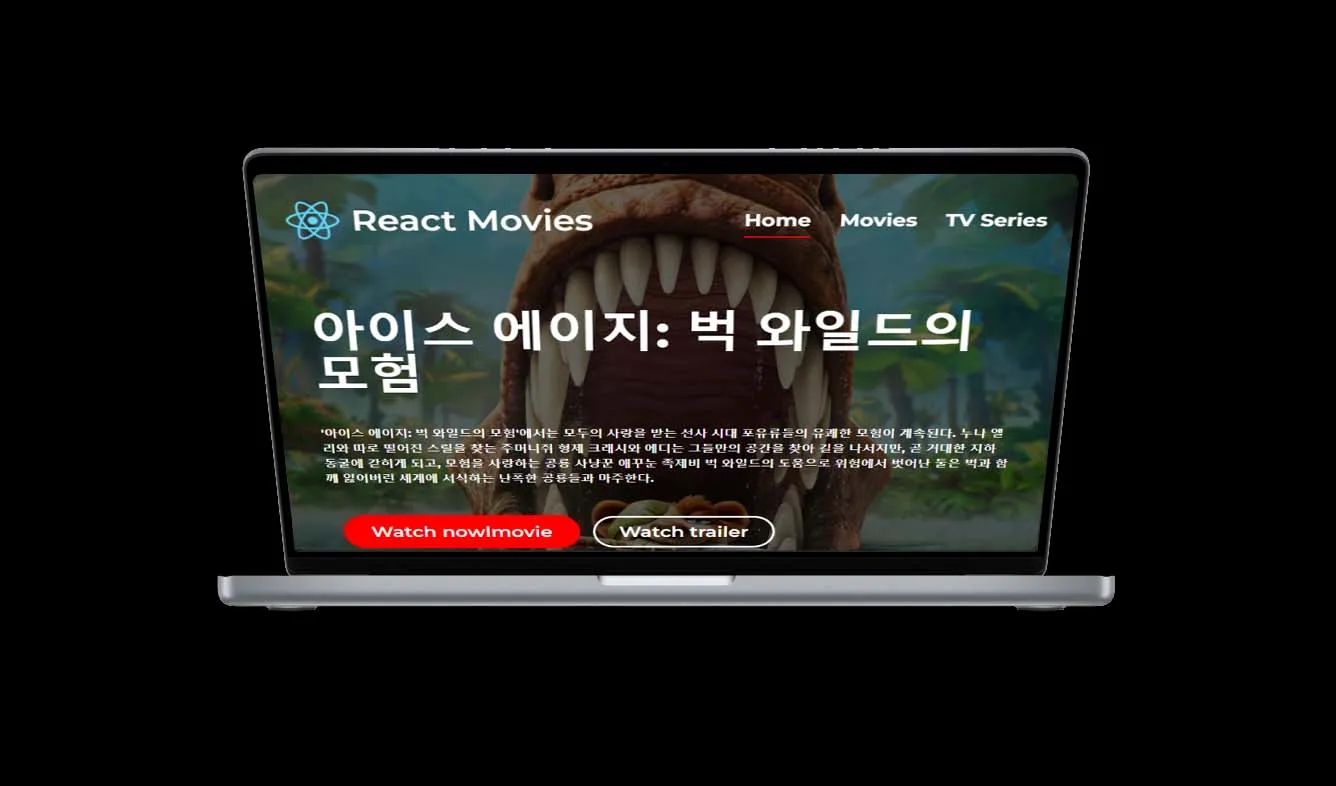 React Movies
Home Movies TV Series
아이스 에이지: 벅 와일드의
모험
'아이스 에이지: 벅 와일드의 모험'에서는 모두의 사랑을 받는 선사 시대 포유류들의 유쾌한 모험이 계속된다. 누나 엘
리와 따로 떨어진 스릴을 찾는 주머니쥐 형제 크래시와 에디는 그들만의 공간을 찾아 길을 나서지만, 곧 거대한 지하
동굴에 갇히게 되고, 모험을 사랑하는 공룡 사냥꾼 애꾸눈 족제비 벅 와일드의 도움으로 위험에서 벗어난 둘은 벅과 함
께 잃어버린 세계에 서식하는 난폭한 공룡들과 마주한다.
Watch now|movie
Watch trailer